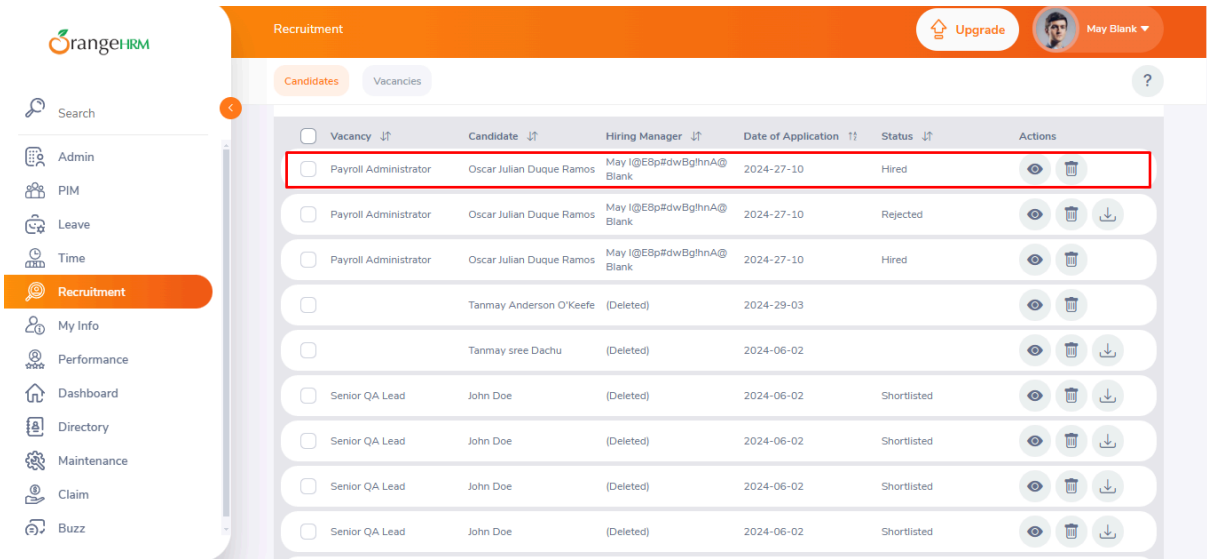 OrangeHRM
Recruitment
Upgrade
May Blank
Candidates
Vacancies
?
Search
Admin
PIM
Leave
Time
Recruitment
My Info
Performance
Dashboard
Directory
Maintenance
Claim
Buzz
Vacancy Candidate Hiring Manager Date of Application Status Actions
Payroll Administrator Oscar Julian Duque Ramos May I@E8p#dwBg!hnA@ 2024-27-10 Hired
Blank
Payroll Administrator Oscar Julian Duque Ramos May I@E8p#dwBg!hnA@ 2024-27-10 Rejected
Blank
Payroll Administrator Oscar Julian Duque Ramos May I@E8p#dwBg!hnA@ 2024-27-10 Hired
Blank
Tanmay Anderson O'Keefe (Deleted) 2024-29-03
Tanmay sree Dachu (Deleted) 2024-06-02
Senior QA Lead John Doe (Deleted) 2024-06-02 Shortlisted
Senior QA Lead John Doe (Deleted) 2024-06-02 Shortlisted
Senior QA Lead John Doe (Deleted) 2024-06-02 Shortlisted
Senior QA Lead John Doe (Deleted) 2024-06-02 Shortlisted